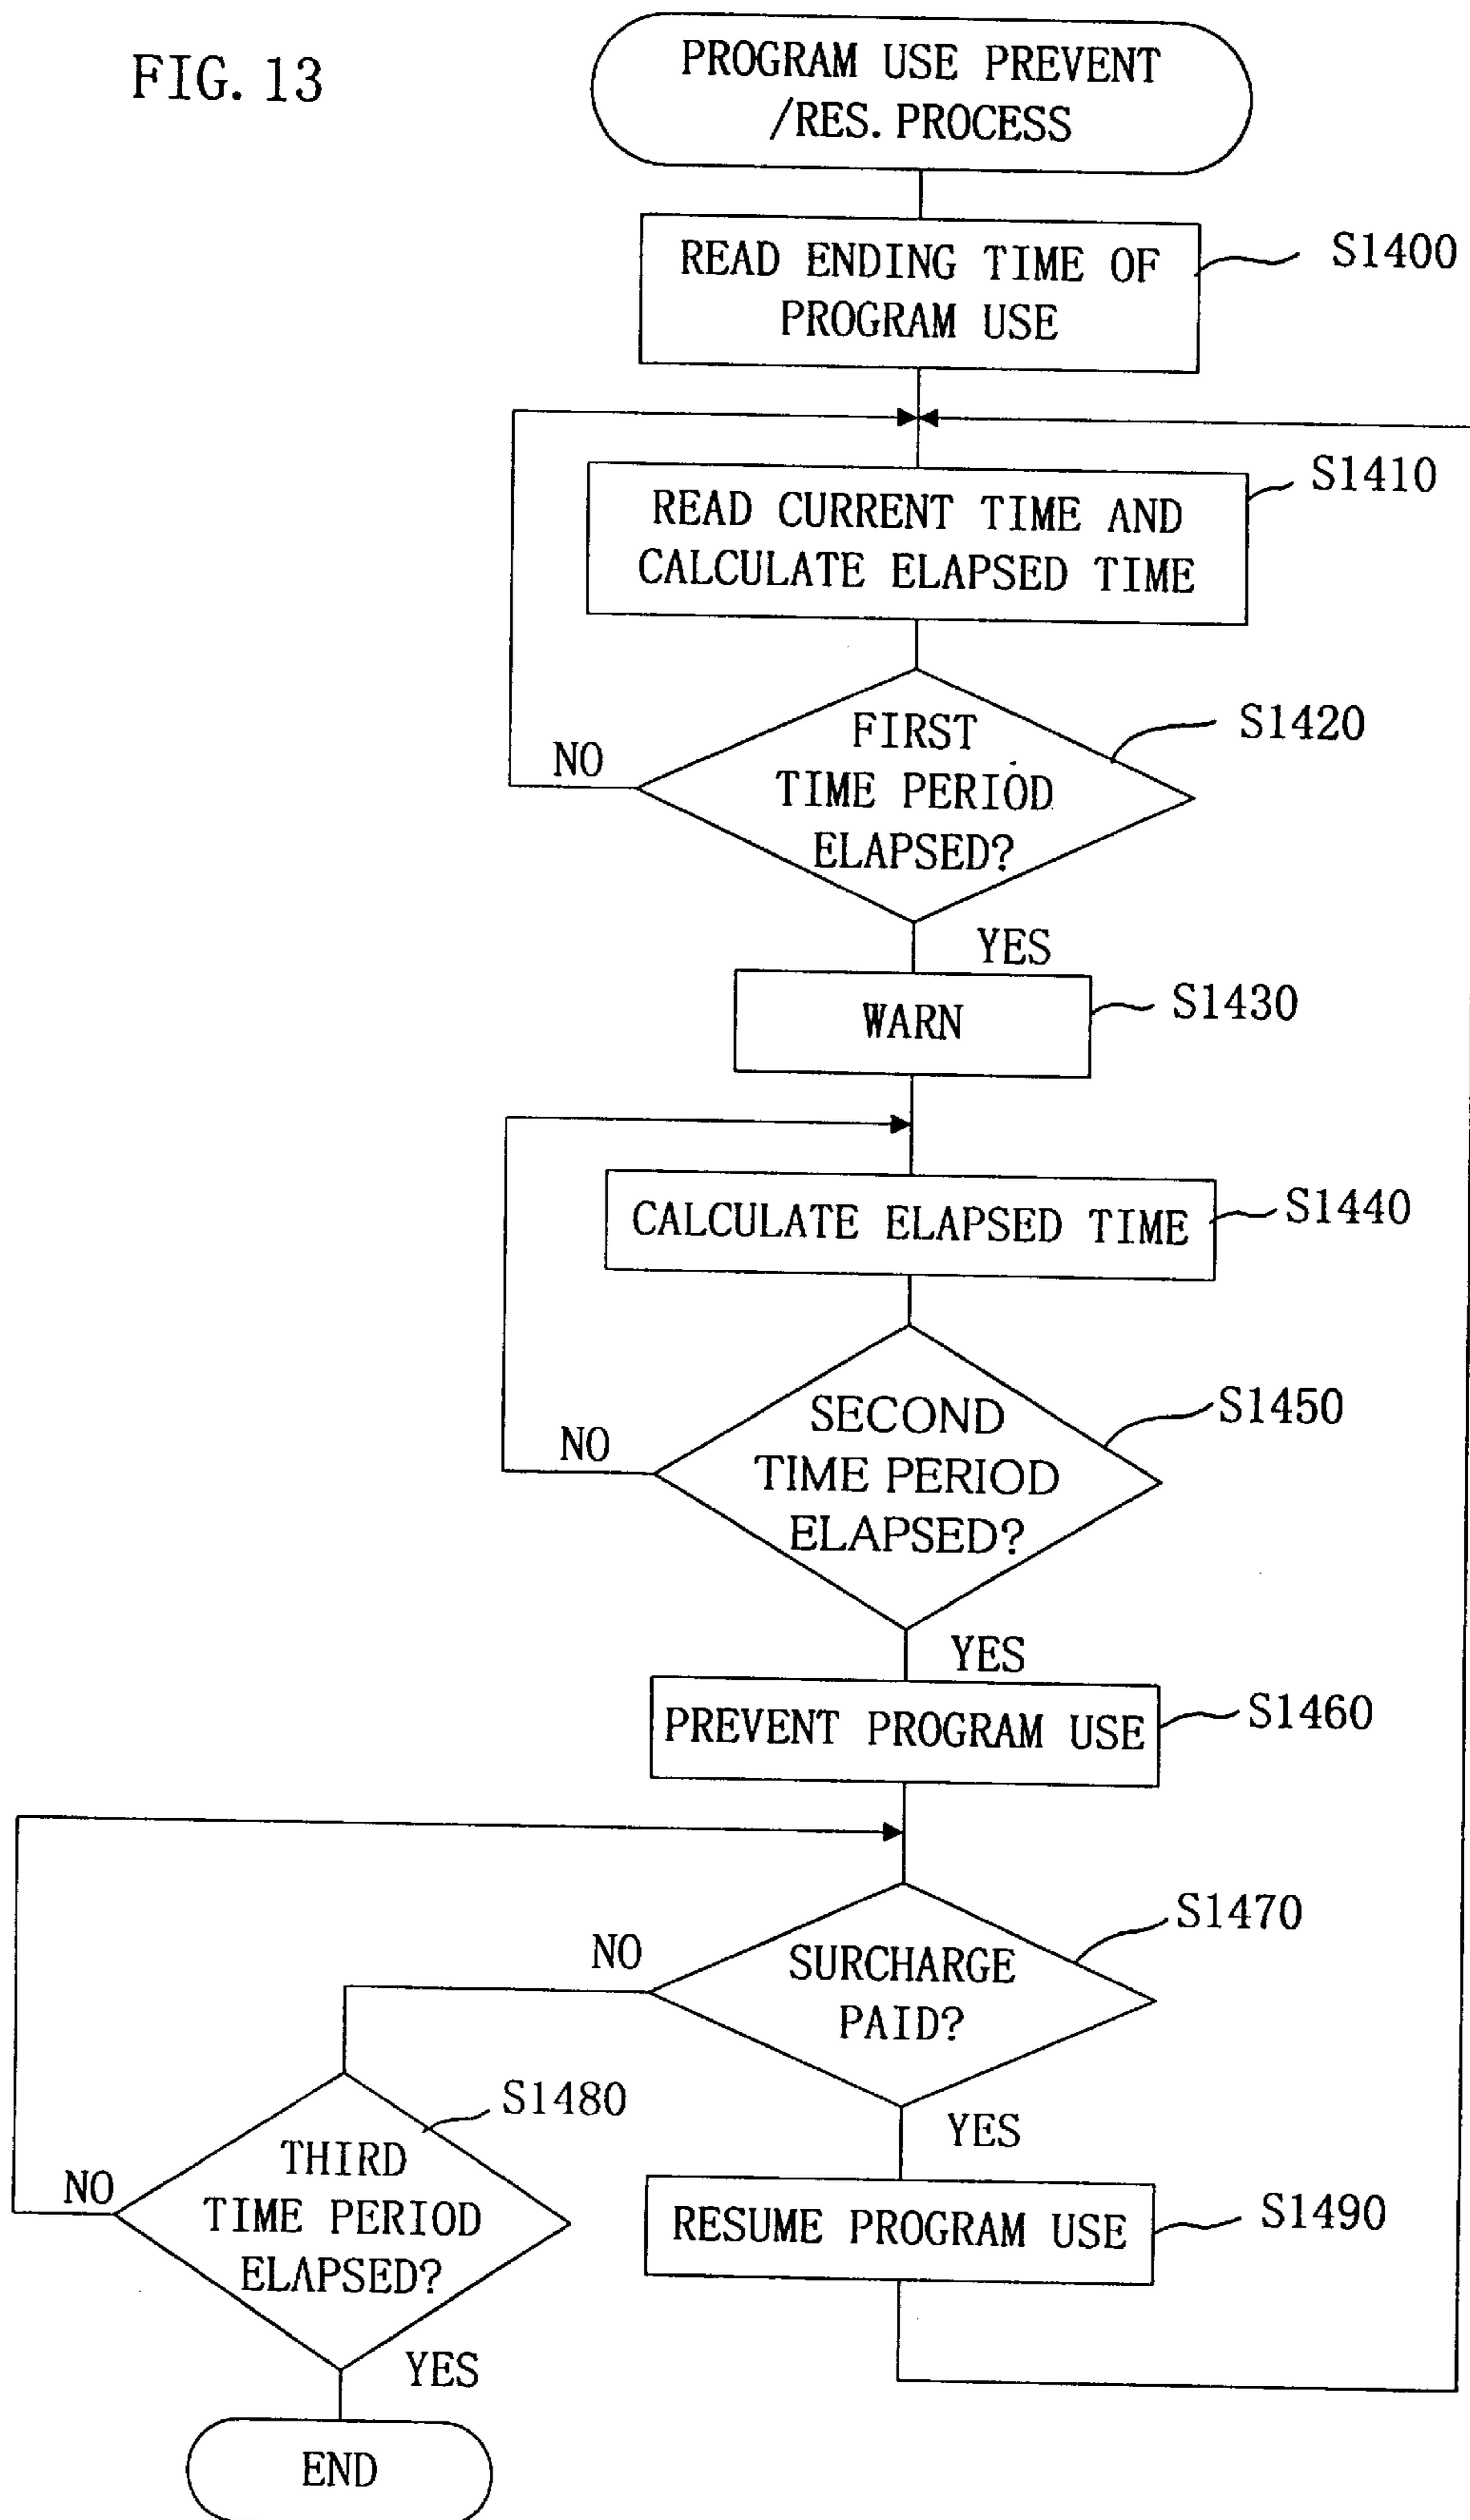 FIG. 13
PROGRAM USE PREVENT
/RES. PROCESS
READ ENDING TIME OF
PROGRAM USE
S1400
READ CURRENT TIME AND
CALCULATE ELAPSED TIME
S1410
FIRST
TIME PERIOD
ELAPSED?
S1420
NO
YES
WARN
S1430
CALCULATE ELAPSED TIME
S1440
SECOND
TIME PERIOD
ELAPSED?
S1450
NO
YES
PREVENT PROGRAM USE
S1460
SURCHARGE
PAID?
S1470
NO
YES
THIRD
TIME PERIOD
ELAPSED?
S1480
NO
YES
RESUME PROGRAM USE
S1490
END